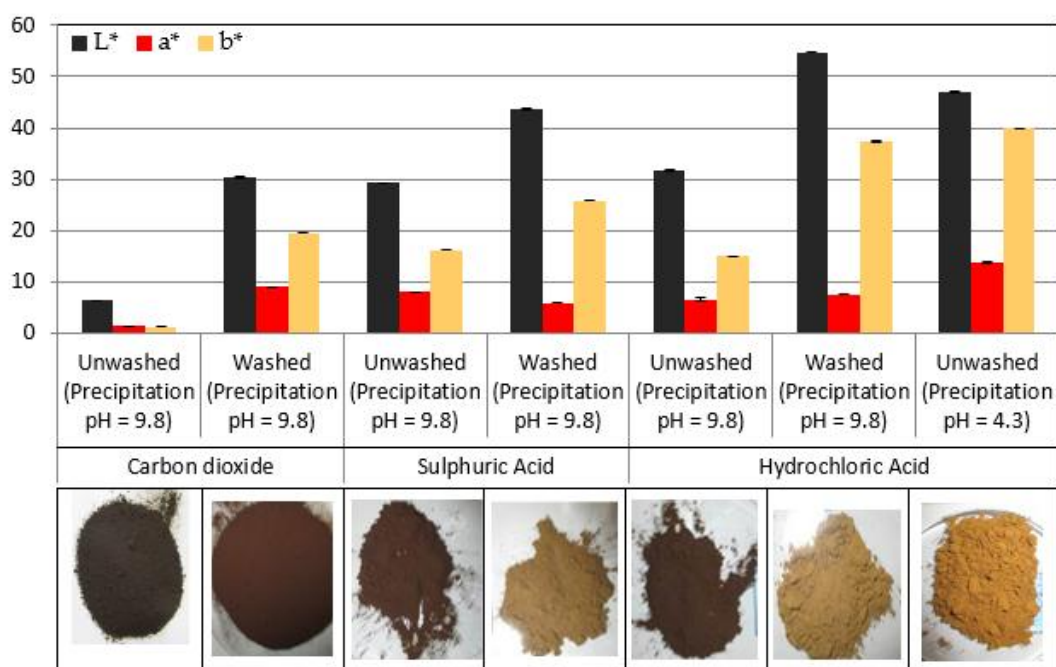 60
L* a* b*
50
40
30
20
10
0
Unwashed
(Precipitation
pH = 9.8)
Washed
(Precipitation
pH = 9.8)
Unwashed
(Precipitation
pH = 9.8)
Washed
(Precipitation
pH = 9.8)
Unwashed
(Precipitation
pH = 9.8)
Washed
(Precipitation
pH = 9.8)
Unwashed
(Precipitation
pH = 4.3)
Carbon dioxide
Sulphuric Acid
Hydrochloric Acid